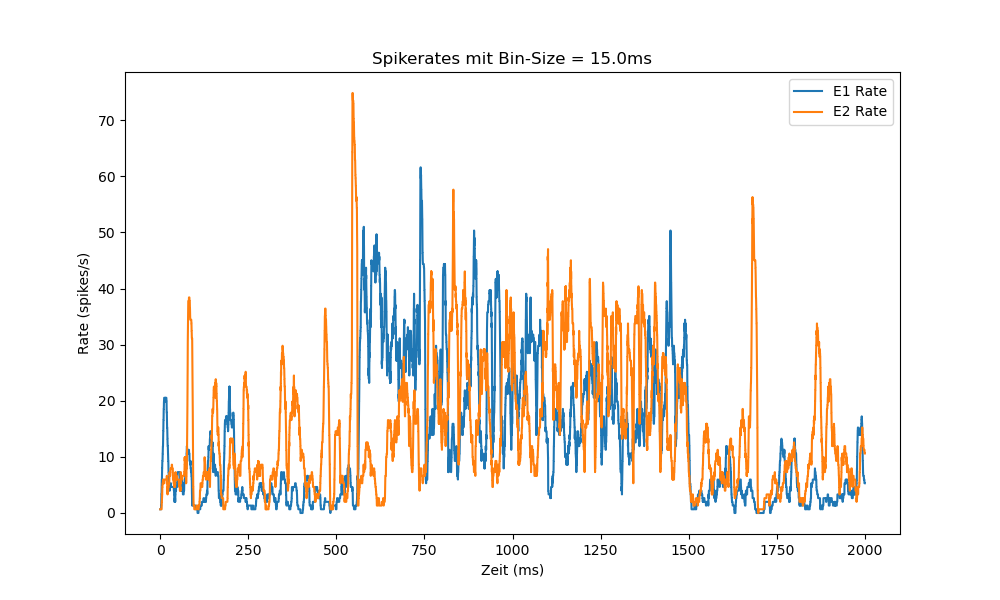 Spikerates mit Bin-Size = 15.0ms
E1 Rate
E2 Rate
Rate (spikes/s)
70
60
50
40
30
20
10
0
0 250 500 750 1000 1250 1500 1750 2000
Zeit (ms)